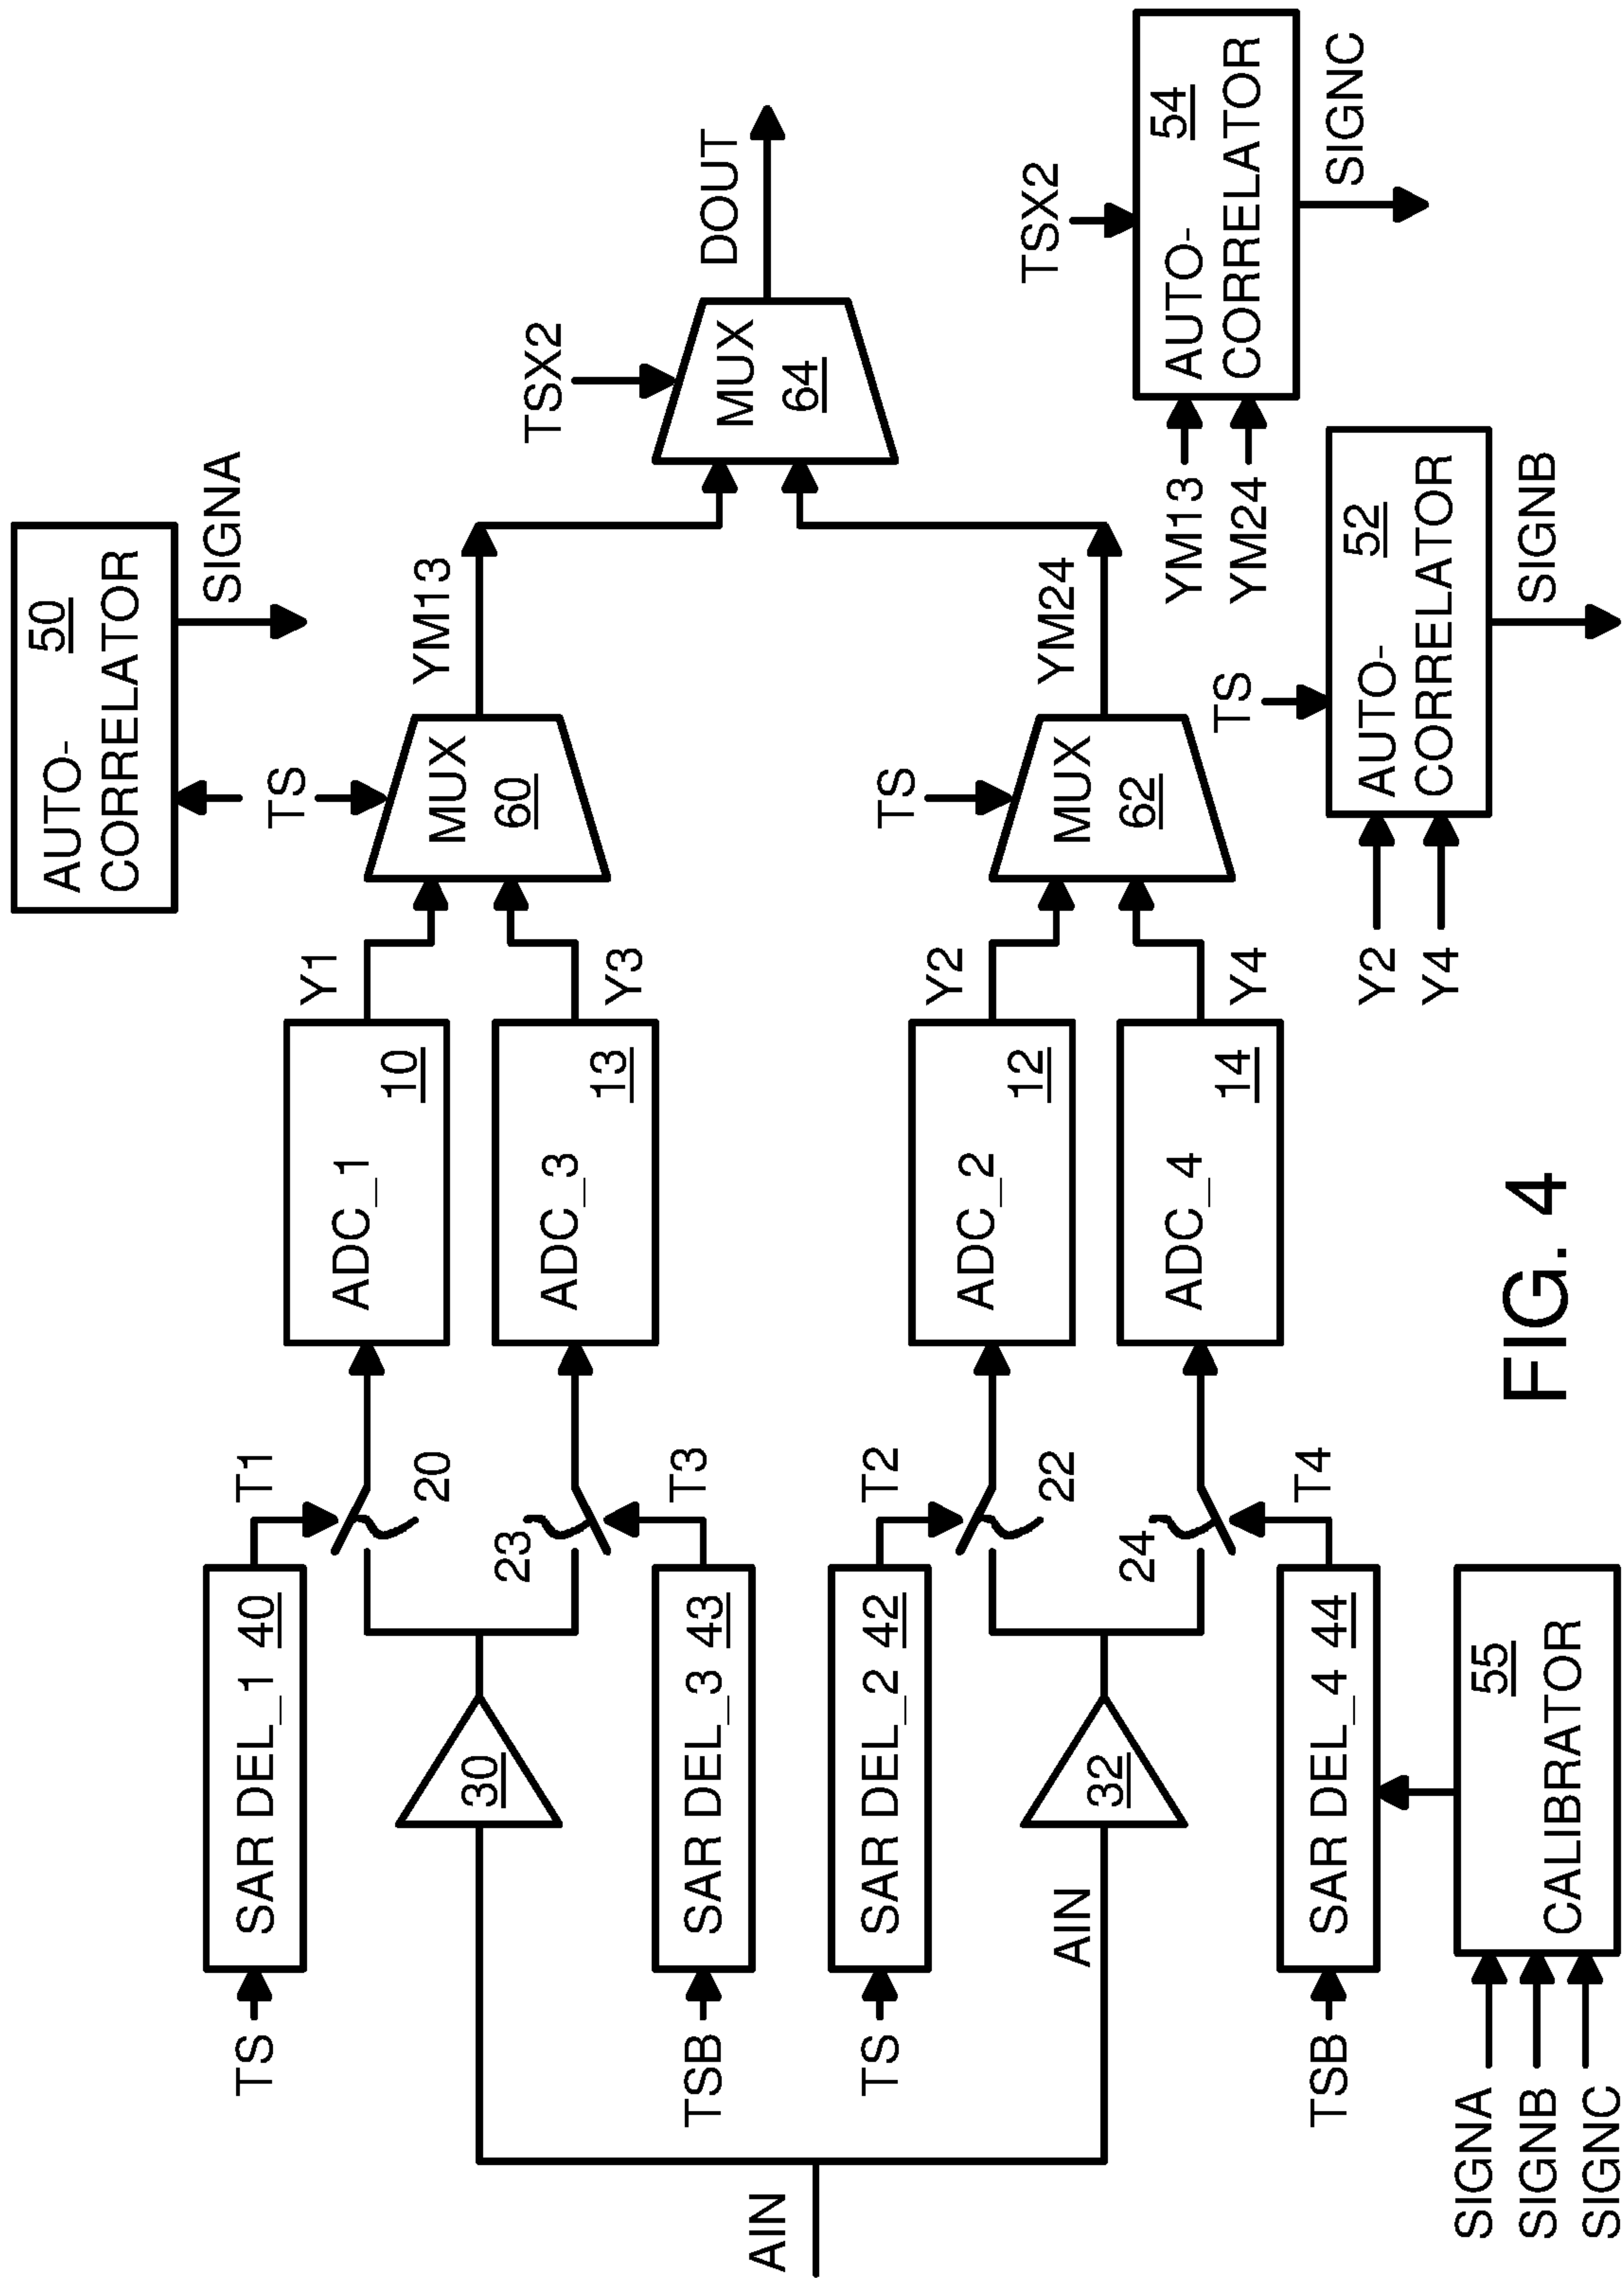 AUTO-
50
CORRELATOR
SIGNA
TS
TS
SAR DEL_1 40
T1
20
ADC_1
10
Y1
TS
MUX
60
YM13
30
23
ADC_3
13
Y3
TSB
SAR DEL_3 43
T3
TSX2
MUX
64
DOUT
AIN
TS
SAR DEL_2 42
T2
22
ADC_2
12
Y2
TS
MUX
62
YM24
AIN
32
24
ADC_4
14
Y4
TSB
SAR DEL_4 44
T4
TSX2
YM13
YM24
AUTO-
54
CORRELATOR
SIGNC
TS
Y2
Y4
AUTO-
52
CORRELATOR
SIGNB
SIGNA
SIGNB
SIGNC
55
CALIBRATOR
FIG. 4